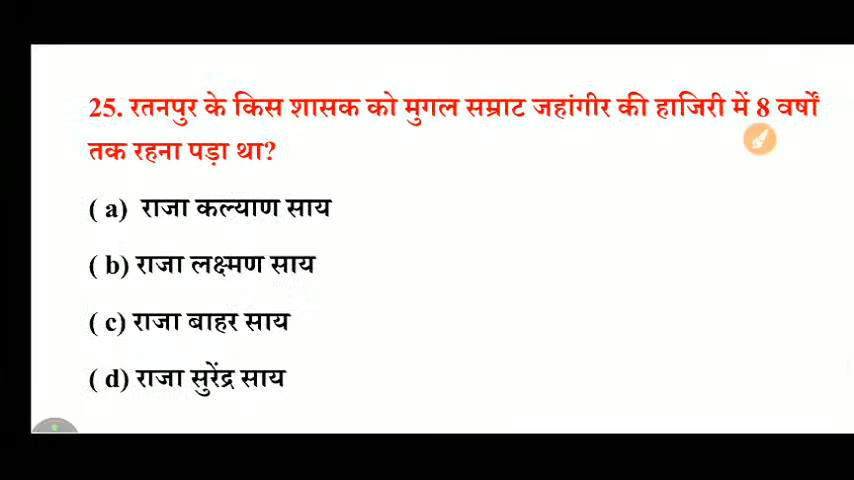 25. रतनपुर के किस शासक को मुगल सम्राट जहांगीर की हाजिरी में 8 वर्षों
तक रहना पड़ा था?
( a) राजा कल्याण साय
( b) राजा लक्ष्मण साय
( c) राजा बाहर साय
( d) राजा सुरेंद्र साय